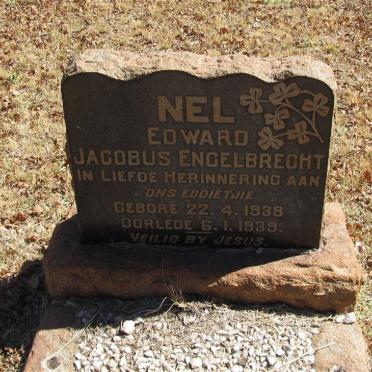 NEL
EDWARD
JACOBUS ENGELBRECHT
IN LIEFDE HERINNERING AAN
ONS EDDIETJIE
GEBORE 22. 4. 1938
OORLEDE 6. 1. 1939.
VEILIG BY JESUS.